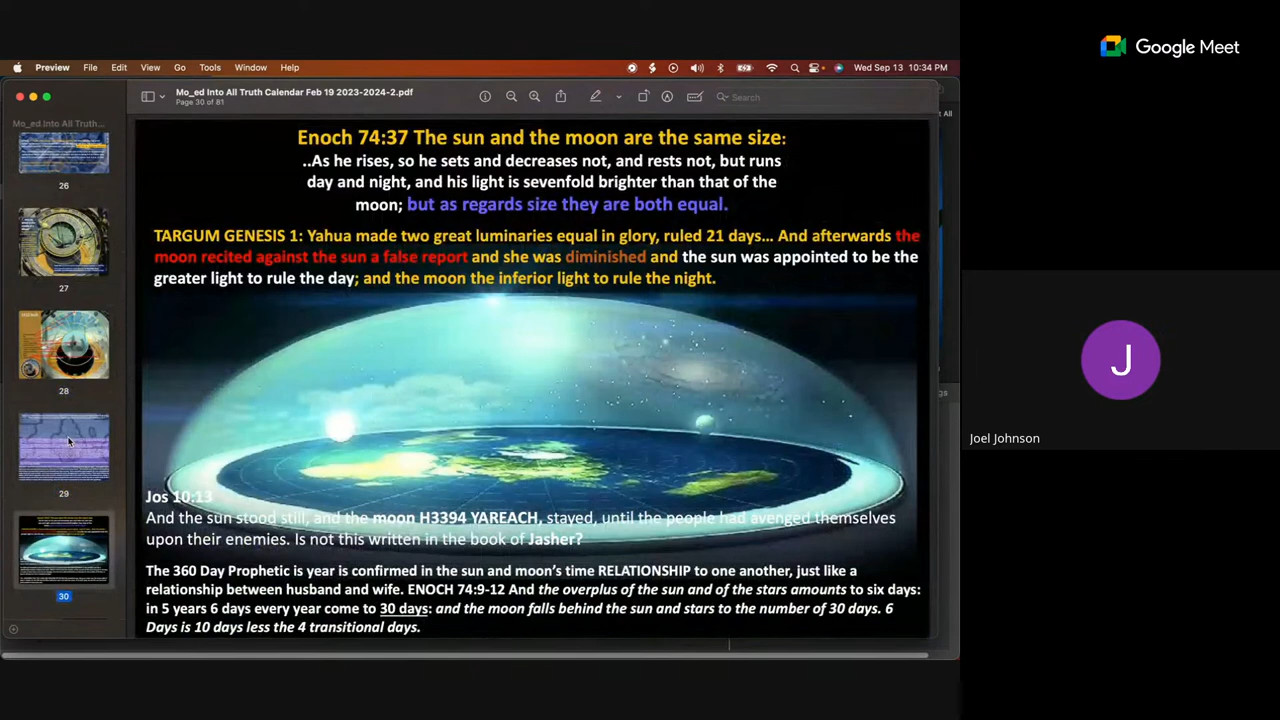 Google Meet
Preview File Edit View Go Tools Window Help
Wed Sep 13 10:34 PM
Mo_ed Into All Truth Calendar Feb 19 2023-2024-2.pdf
Page 30 of 81
Search
Mo_ed Into All Truth...
26
27
28
29
30
Enoch 74:37 The sun and the moon are the same size:
..As he rises, so he sets and decreases not, and rests not, but runs
day and night, and his light is sevenfold brighter than that of the
moon; but as regards size they are both equal.
TARGUM GENESIS 1: Yahua made two great luminaries equal in glory, ruled 21 days... And afterwards the
moon recited against the sun a false report and she was diminished and the sun was appointed to be the
greater light to rule the day; and the moon the inferior light to rule the night.
Jos 10:13
And the sun stood still, and the moon H3394 YAREACH, stayed, until the people had avenged themselves
upon their enemies. Is not this written in the book of Jasher?
The 360 Day Prophetic is year is confirmed in the sun and moon's time RELATIONSHIP to one another, just like a
relationship between husband and wife. ENOCH 74:9-12 And the overplus of the sun and of the stars amounts to six days:
in 5 years 6 days every year come to 30 days: and the moon falls behind the sun and stars to the number of 30 days. 6
Days is 10 days less the 4 transitional days.
J
Joel Johnson